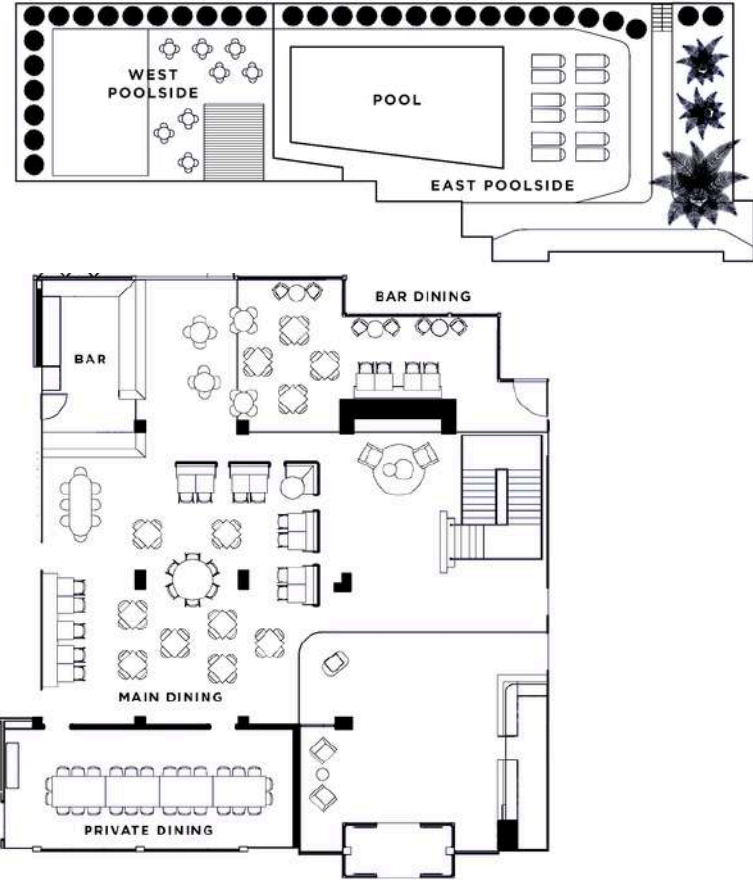 WEST
POOLSIDE
POOL
EAST POOLSIDE
BAR DINING
BAR
MAIN DINING
PRIVATE DINING